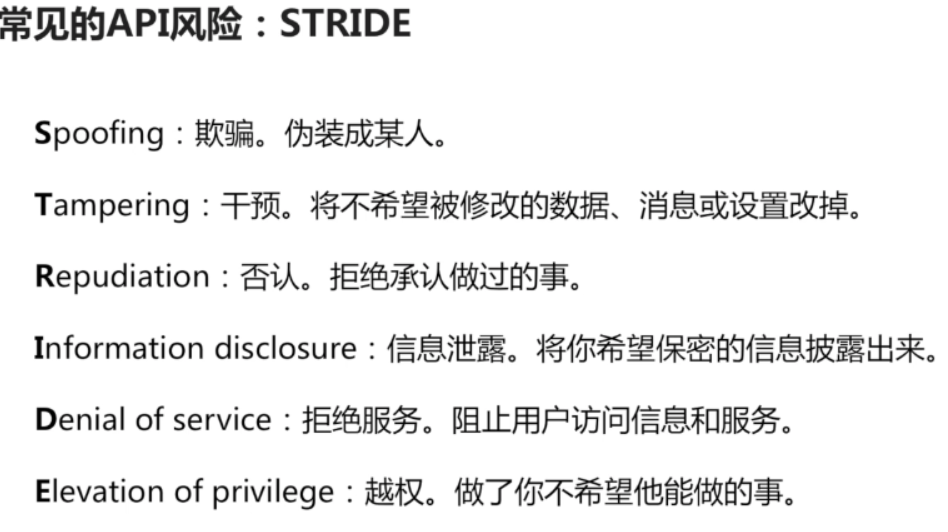 常见的API风险：STRIDE
Spoofing：欺骗。伪装成某人。
Tampering：干预。将不希望被修改的数据、消息或设置改掉。
Repudiation：否认。拒绝承认做过的事。
Information disclosure：信息泄露。将你希望保密的信息披露出来。
Denial of service：拒绝服务。阻止用户访问信息和服务。
Elevation of privilege：越权。做了你不希望他能做的事。